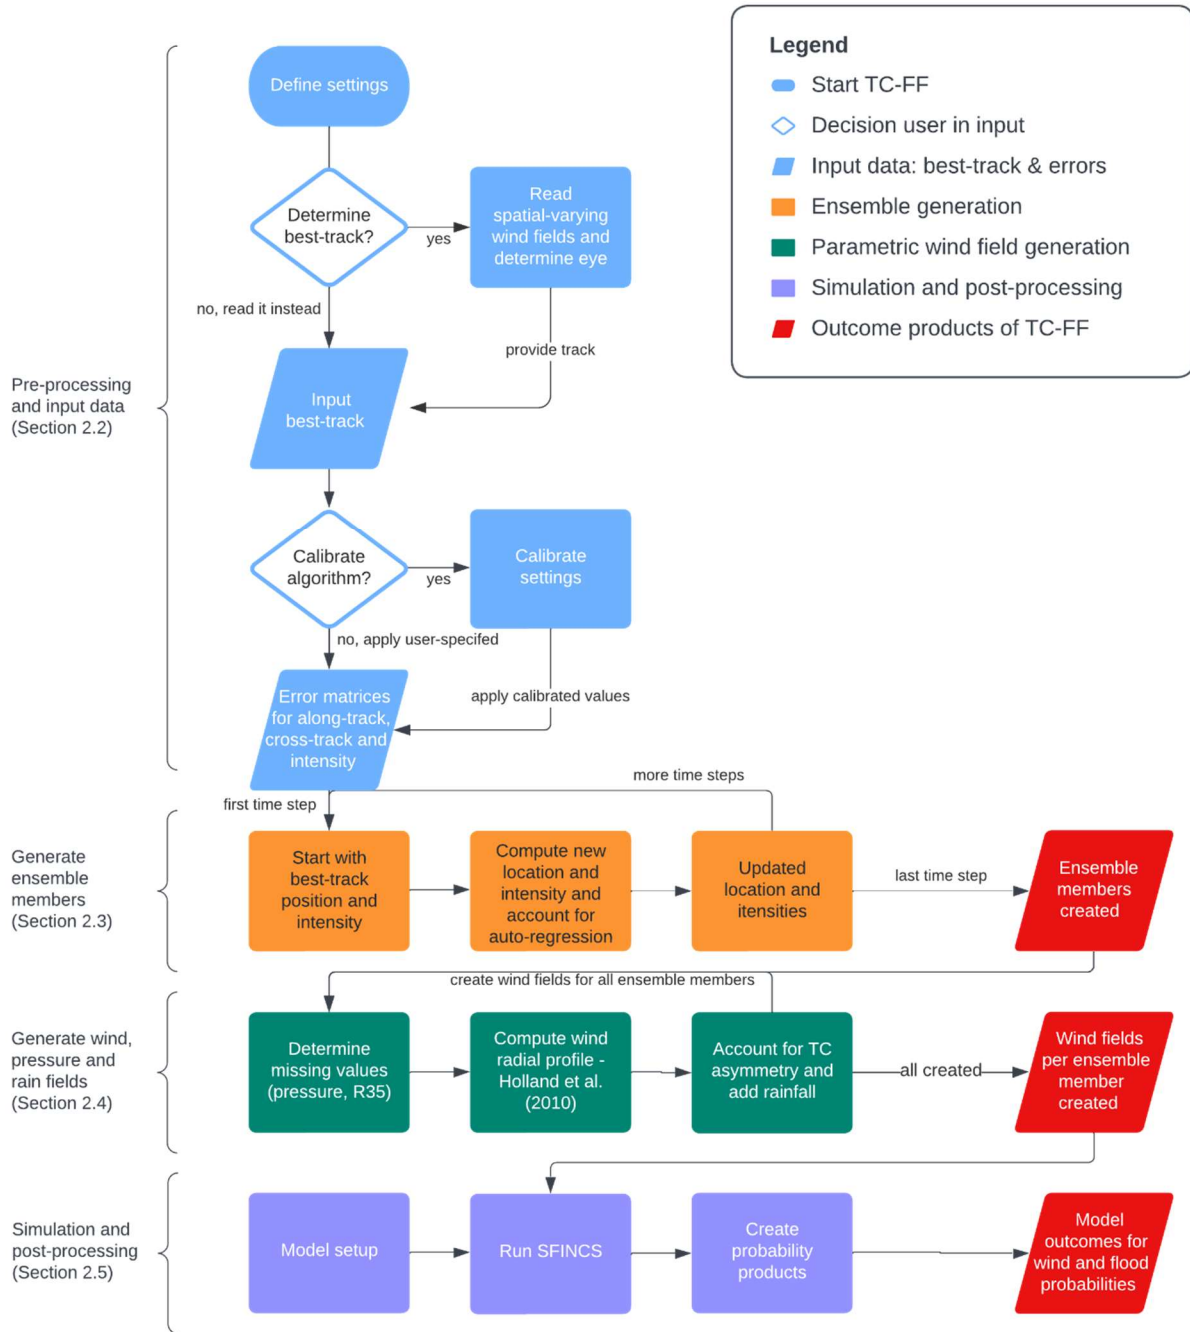 Legend
Start TC-FF
Decision user in input
Input data: best-track & errors
Ensemble generation
Parametric wind field generation
Simulation and post-processing
Outcome products of TC-FF
Pre-processing
and input data
(Section 2.2)
Define settings
Determine
best-track?
yes
Read
spatial-varying
wind fields and
determine eye
no, read it instead
provide track
Input
best-track
Calibrate
algorithm?
yes
Calibrate
settings
no, apply user-specifed
apply calibrated values
Error matrices
for along-track,
cross-track and
intensity
more time steps
first time step
Generate
ensemble
members
(Section 2.3)
Start with
best-track
position and
intensity
Compute new
location and
intensity and
account for
auto-regression
Updated
location and
itensities
last time step
Ensemble
members
created
create wind fields for all ensemble members
Generate wind,
pressure and
rain fields
(Section 2.4)
Determine
missing values
(pressure, R35)
Compute wind
radial profile -
Holland et al.
(2010)
Account for TC
asymmetry and
add rainfall
all created
Wind fields
per ensemble
member
created
Simulation and
post-processing
(Section 2.5)
Model setup
Run SFINCS
Create
probability
products
Model
outcomes for
wind and flood
probabilities